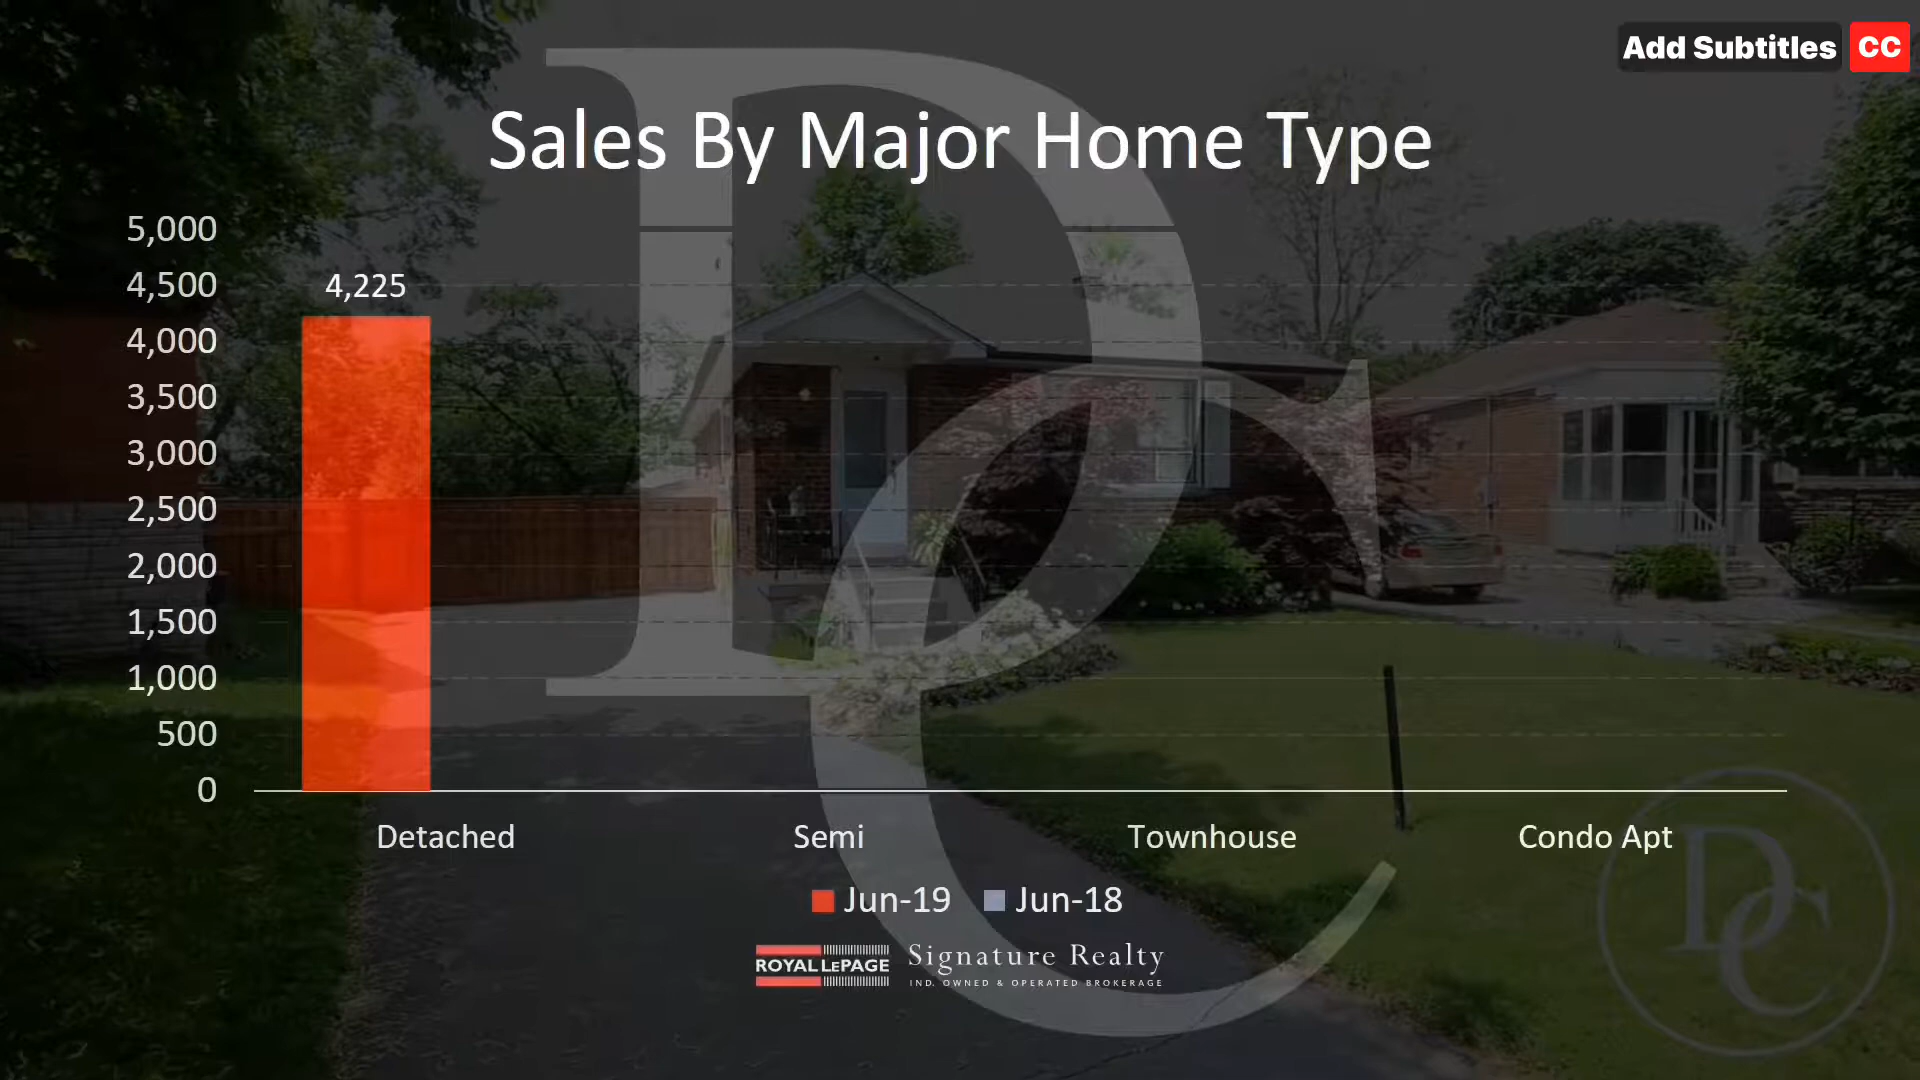 Add Subtitles CC
Sales By Major Home Type
5,000
4,500
4,225
4,000
3,500
3,000
2,500
2,000
1,500
1,000
500
0
Detached Semi Townhouse Condo Apt
Jun-19 Jun-18
ROYAL LEPAGE Signature Realty
IND. OWNED & OPERATED BROKERAGE
DC
DC